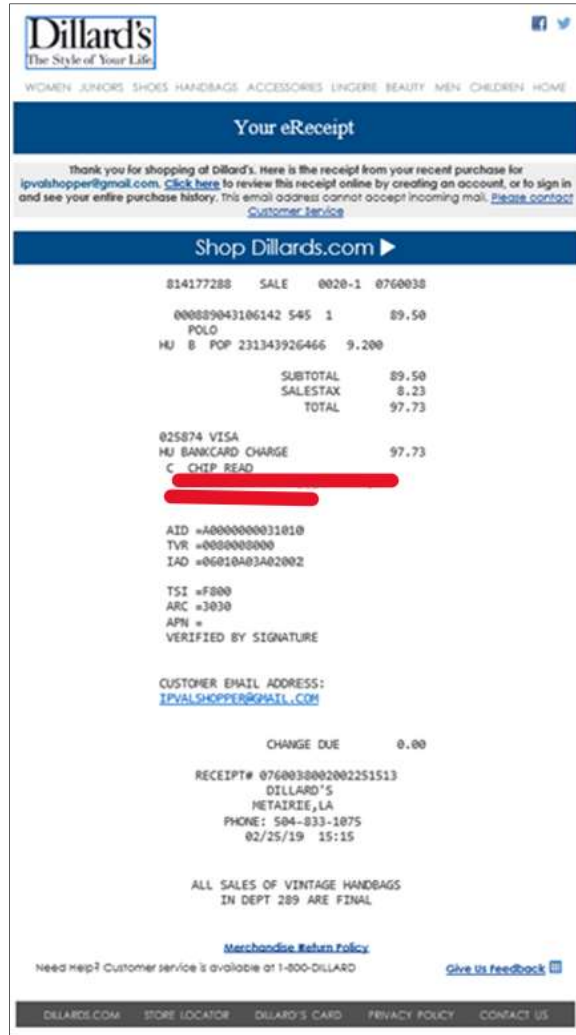 Dillard's
The Style of Your Life.
WOMEN JUNIORS SHOES HANDBAGS ACCESSORIES LINGERIE BEAUTY MEN CHILDREN HOME
Your eReceipt
Thank you for shopping at Dillard's. Here is the receipt from your recent purchase for
ipvalshopper@gmail.com. Click here to review this receipt online by creating an account, or to sign in
and see your entire purchase history. This email address cannot accept incoming mail. Please contact
Customer Service
Shop Dillards.com ▶
814177288 SALE 0020-1 0760038
000889043106142 545 1 89.50
POLO
HU B POP 231343926466 9.200
SUBTOTAL 89.50
SALESTAX 8.23
TOTAL 97.73
025874 VISA
HU BANKCARD CHARGE 97.73
C CHIP READ
AID =A0000000031010
TVR =0080008000
IAD =06010A03A02002
TSI =F800
ARC =3030
APN =
VERIFIED BY SIGNATURE
CUSTOMER EMAIL ADDRESS:
IPVALSHOPPER@GMAIL.COM
CHANGE DUE 0.00
RECEIPT# 0760038002002251513
DILLARD'S
METAIRIE,LA
PHONE: 504-833-1075
02/25/19 15:15
ALL SALES OF VINTAGE HANDBAGS
IN DEPT 289 ARE FINAL
Merchandise Return Policy
Need Help? Customer service is available at 1-800-DILLARD Give Us Feedback
DILLARDS.COM STORE LOCATOR DILLARD'S CARD PRIVACY POLICY CONTACT US